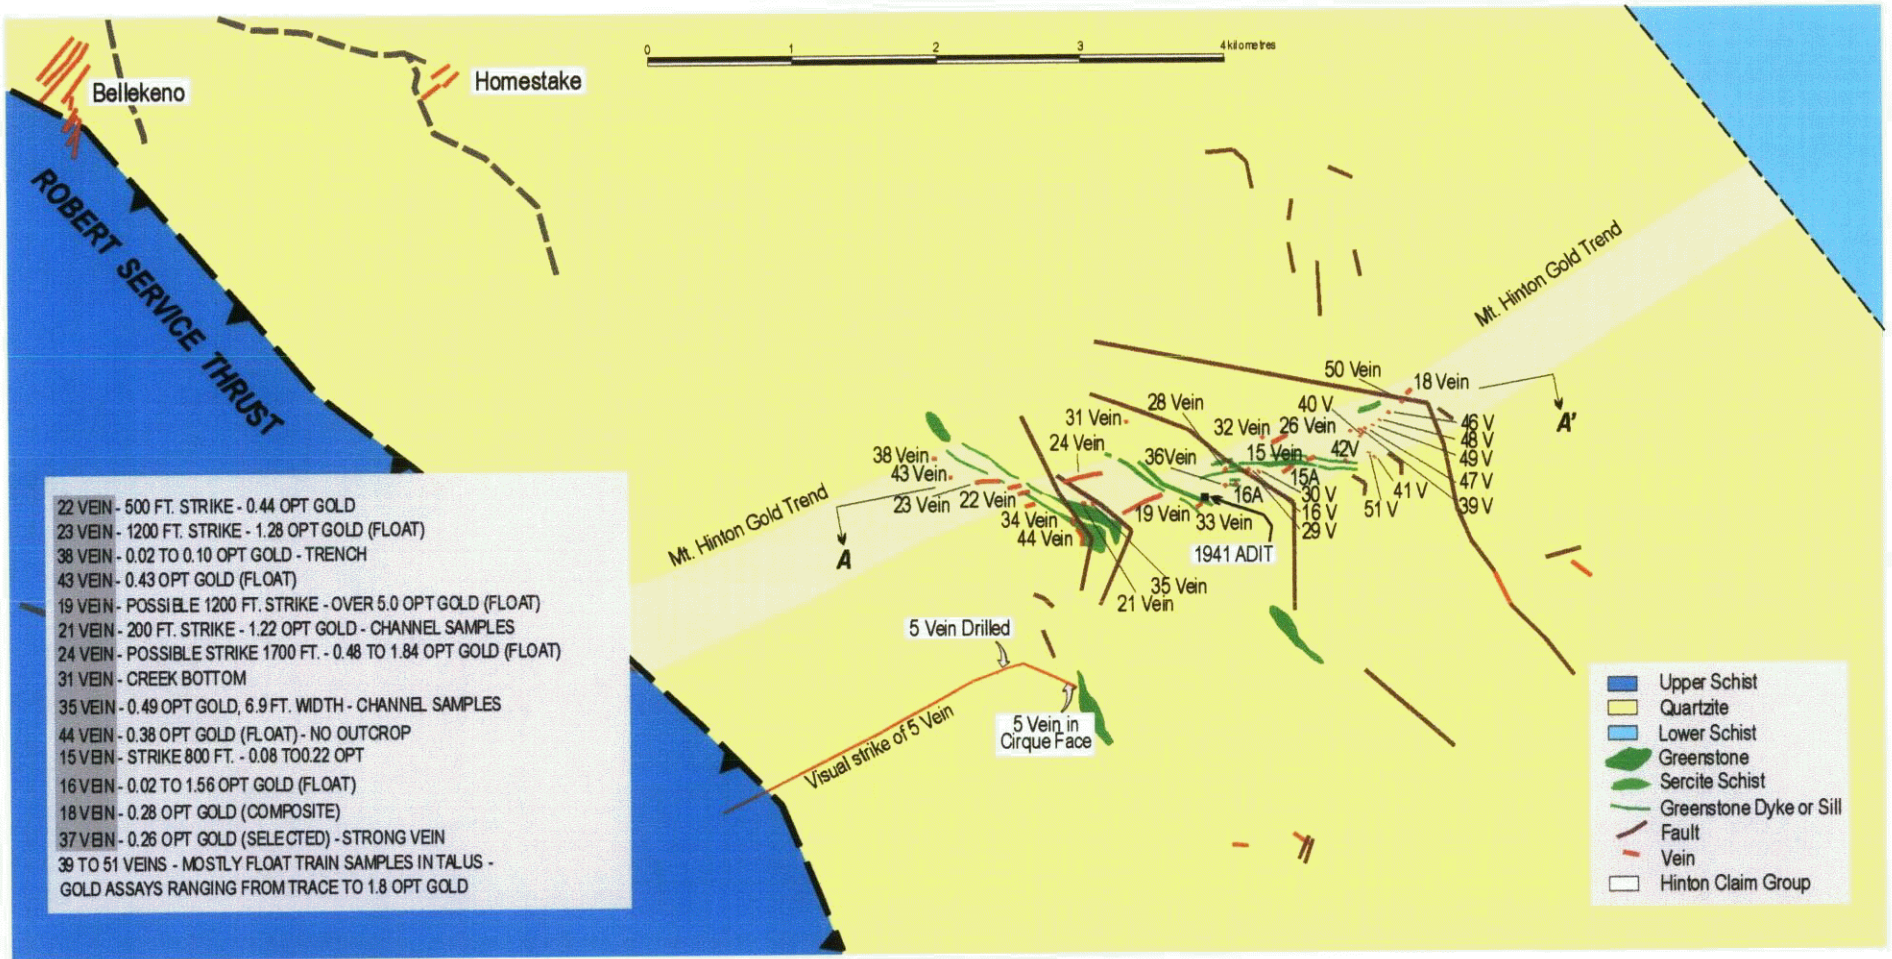 0 1 2 3 4 kilometres
Bellekeno
Homestake
ROBERT SERVICE THRUST
Mt. Hinton Gold Trend
50 Vein
18 Vein
28 Vein
40 V
A'
31 Vein
32 Vein
26 Vein
46 V
48 V
24 Vein
42V
49 V
38 Vein
36Vein
15 Vein
43 Vein
15A
47 V
23 Vein
22 Vein
16A
30 V
41 V
39 V
51 V
16 V
34 Vein
19 Vein
33 Vein
29 V
44 Vein
Mt. Hinton Gold Trend
A
1941 ADIT
35 Vein
21 Vein
5 Vein Drilled
5 Vein in
Cirque Face
Visual strike of 5 Vein
22 VEIN - 500 FT. STRIKE - 0.44 OPT GOLD
23 VEIN - 1200 FT. STRIKE - 1.28 OPT GOLD (FLOAT)
38 VEIN - 0.02 TO 0.10 OPT GOLD - TRENCH
43 VEIN - 0.43 OPT GOLD (FLOAT)
19 VEIN - POSSIBLE 1200 FT. STRIKE - OVER 5.0 OPT GOLD (FLOAT)
21 VEIN - 200 FT. STRIKE - 1.22 OPT GOLD - CHANNEL SAMPLES
24 VEIN - POSSIBLE STRIKE 1700 FT. - 0.48 TO 1.84 OPT GOLD (FLOAT)
31 VEIN - CREEK BOTTOM
35 VEIN - 0.49 OPT GOLD, 6.9 FT. WIDTH - CHANNEL SAMPLES
44 VEIN - 0.38 OPT GOLD (FLOAT) - NO OUTCROP
15 VEIN - STRIKE 800 FT. - 0.08 TO0.22 OPT
16 VEIN - 0.02 TO 1.56 OPT GOLD (FLOAT)
18 VEIN - 0.28 OPT GOLD (COMPOSITE)
37 VEIN - 0.26 OPT GOLD (SELECTED) - STRONG VEIN
39 TO 51 VEINS - MOSTLY FLOAT TRAIN SAMPLES IN TALUS -
GOLD ASSAYS RANGING FROM TRACE TO 1.8 OPT GOLD
Upper Schist
Quartzite
Lower Schist
Greenstone
Sercite Schist
Greenstone Dyke or Sill
Fault
Vein
Hinton Claim Group